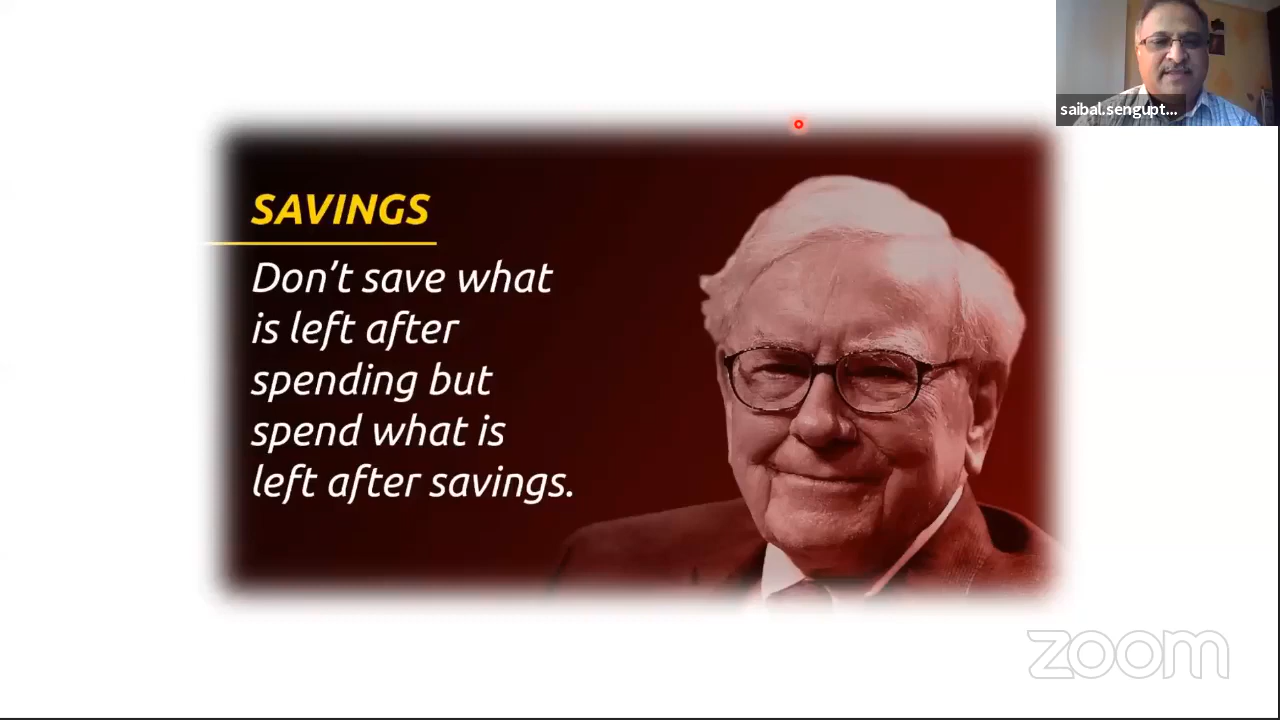 saibal.sengupt...
SAVINGS
Don't save what
is left after
spending but
spend what is
left after savings.
zoom